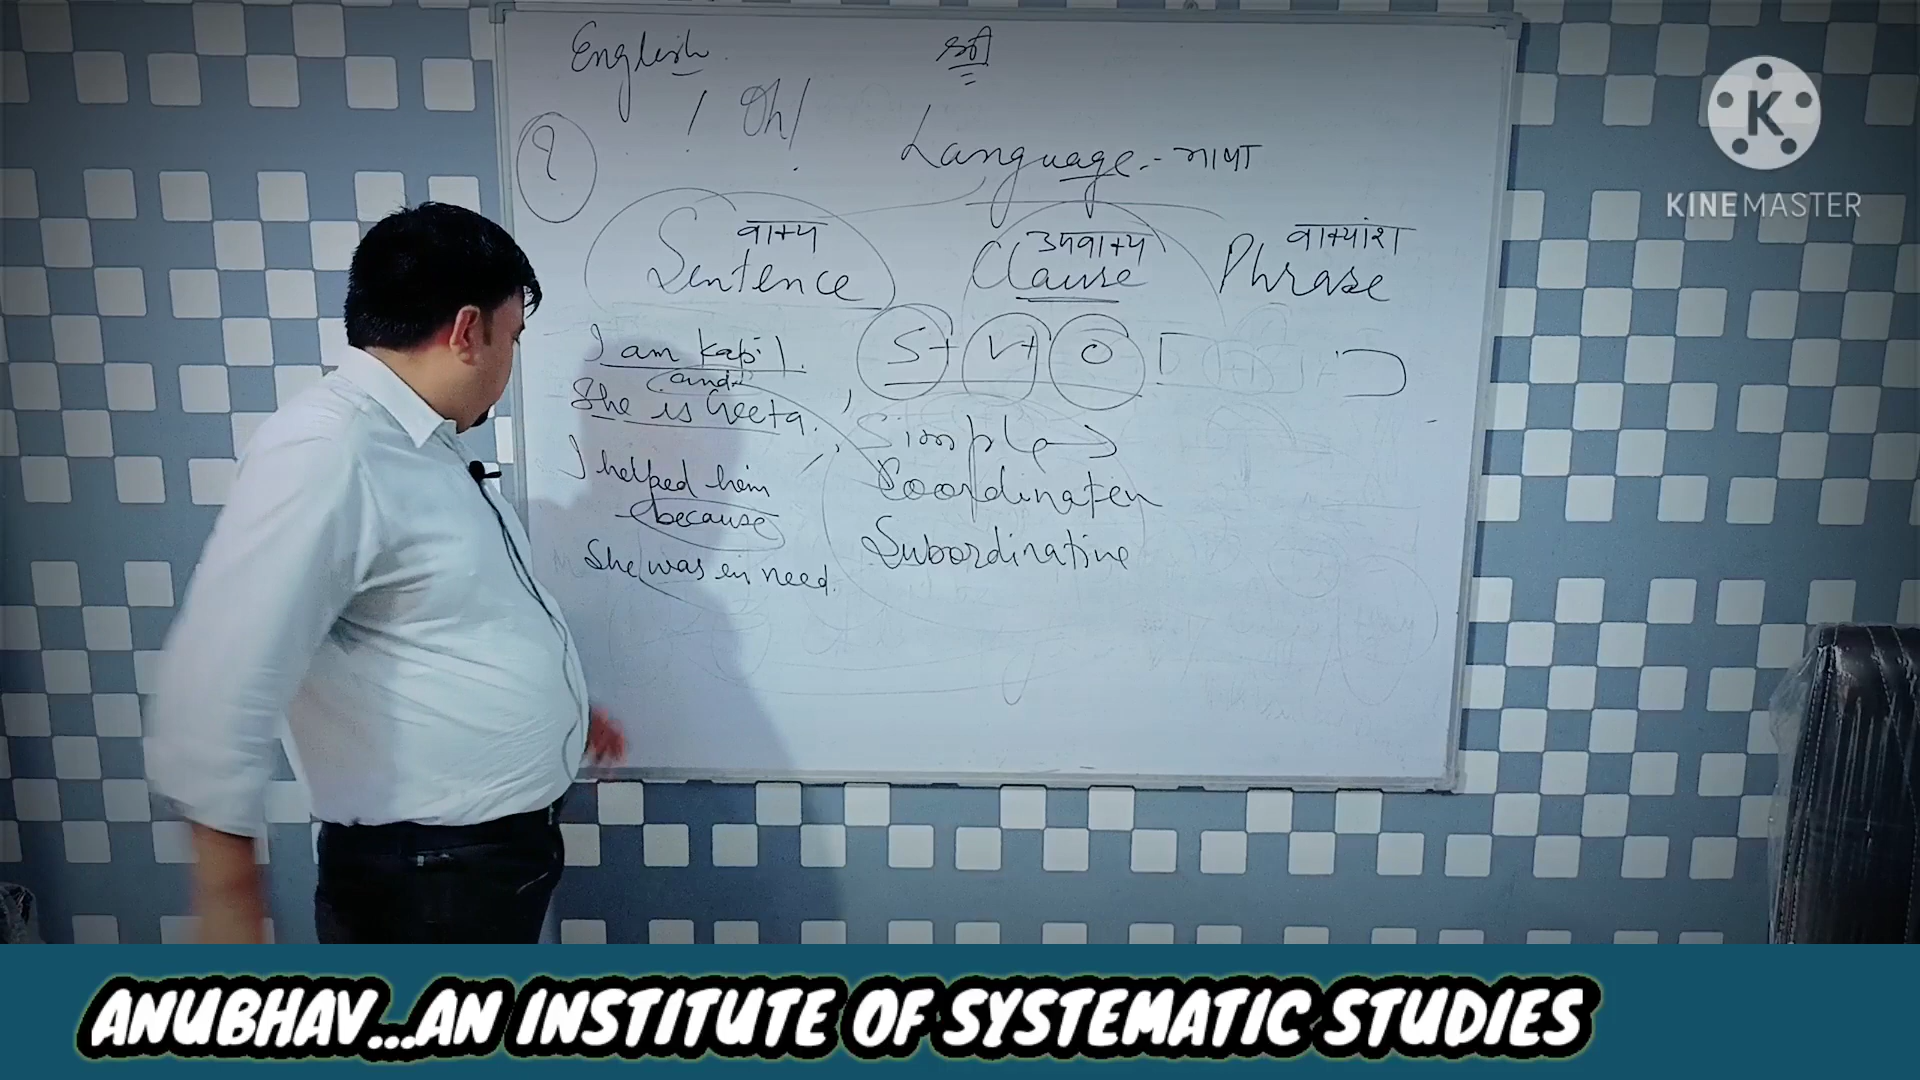 English श्री
! Oh!
Language.- भाषा
वाक्य उपवाक्य वाक्यांश
Sentence Clause Phrase
I am Kapil. S+ V+ O
and
She is Geeta.
Simple
I helped him Coordinaten
because
Subordinative
She was in need.
K
KINEMASTER
ANUBHAV...AN INSTITUTE OF SYSTEMATIC STUDIES